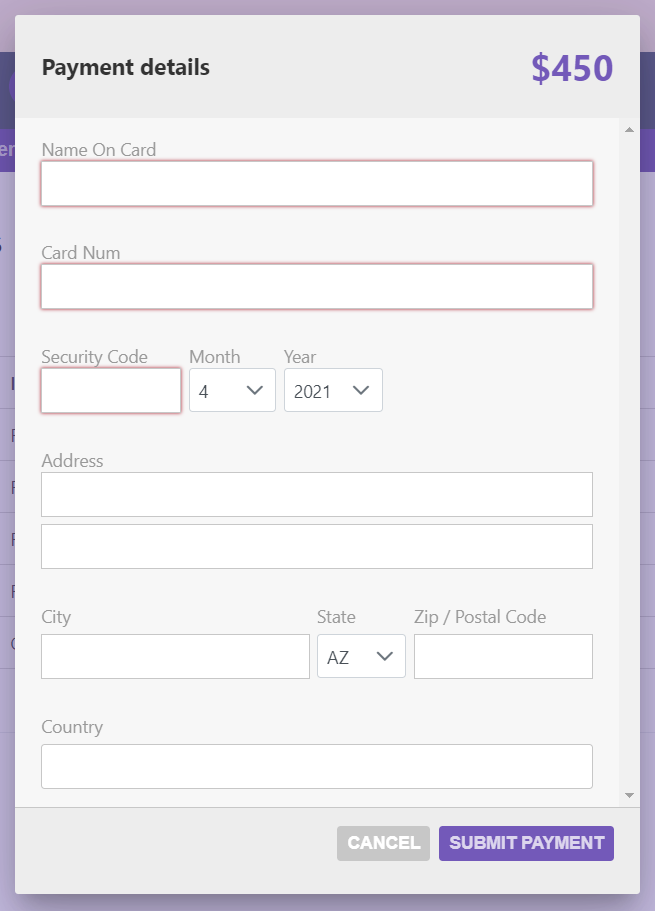 Payment details
$450
Name On Card
Card Num
Security Code Month Year
4 2021
Address
City State Zip / Postal Code
AZ
Country
CANCEL SUBMIT PAYMENT